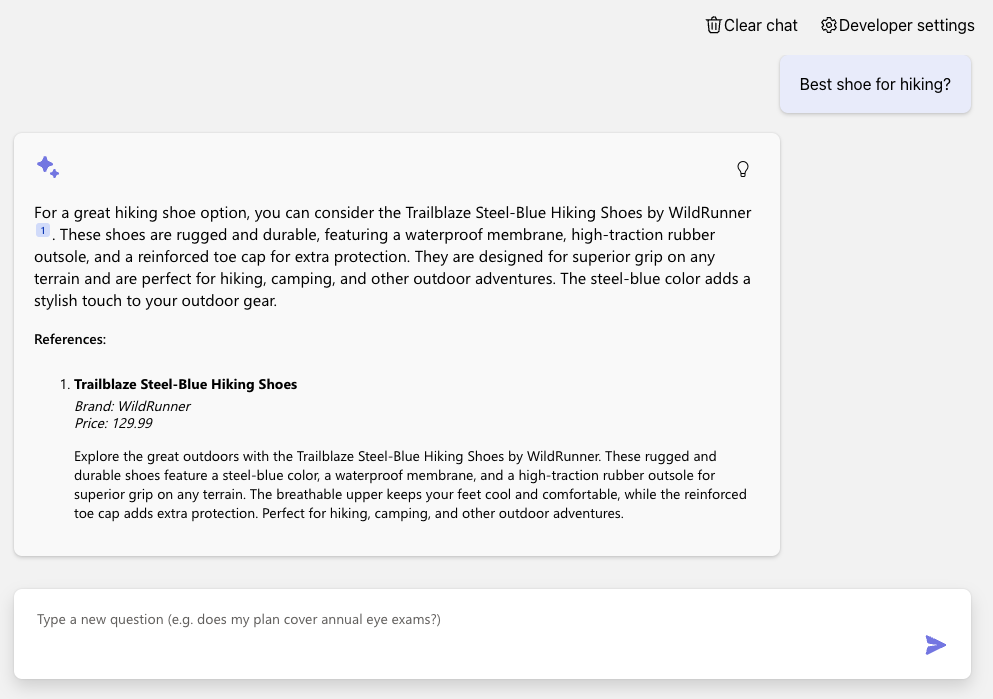 Clear chat Developer settings
Best shoe for hiking?
For a great hiking shoe option, you can consider the Trailblaze Steel-Blue Hiking Shoes by WildRunner
1. These shoes are rugged and durable, featuring a waterproof membrane, high-traction rubber
outsole, and a reinforced toe cap for extra protection. They are designed for superior grip on any
terrain and are perfect for hiking, camping, and other outdoor adventures. The steel-blue color adds a
stylish touch to your outdoor gear.
References:
1. Trailblaze Steel-Blue Hiking Shoes
Brand: WildRunner
Price: 129.99
Explore the great outdoors with the Trailblaze Steel-Blue Hiking Shoes by WildRunner. These rugged and
durable shoes feature a steel-blue color, a waterproof membrane, and a high-traction rubber outsole for
superior grip on any terrain. The breathable upper keeps your feet cool and comfortable, while the reinforced
toe cap adds extra protection. Perfect for hiking, camping, and other outdoor adventures.
Type a new question (e.g. does my plan cover annual eye exams?)